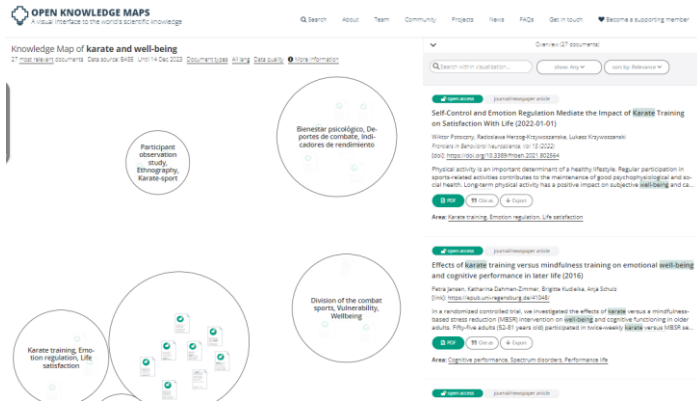 OPEN KNOWLEDGE MAPS
A visual interface to the world's scientific knowledge
Search About Team Community Projects News FAQs Get in touch Become a supporting member
Knowledge Map of karate and well-being
27 most relevant documents Data source: BASE Until 14 Dec 2023 Document types All lang Data quality More information
Overview (27 documents)
Search within visualization...
show: Any
sort by: Relevance
Participant
observation
study,
Ethnography,
Karate-sport
Bienestar psicológico, De-
portes de combate, Indi-
cadores de rendimiento
Division of the combat
sports, Vulnerability,
Wellbeing
Karate training, Emo-
tion regulation, Life
satisfaction
open access journal/newspaper article
Self-Control and Emotion Regulation Mediate the Impact of Karate Training
on Satisfaction With Life (2022-01-01)
Wiktor Potoczny, Radoslawa Herzog-Krzywoszanska, Lukasz Krzywoszanski
Frontiers in Behavioral Neuroscience, Vol 15 (2022)
[doi]: https://doi.org/10.3389/fnbeh.2021.802564
Physical activity is an important determinant of a healthy lifestyle. Regular participation in
sports-related activities contributes to the maintenance of good psychophysiological and so-
cial health. Long-term physical activity has a positive impact on subjective well-being and ca...
PDF Cite as Export
Area: Karate training, Emotion regulation, Life satisfaction
open access journal/newspaper article
Effects of karate training versus mindfulness training on emotional well-being
and cognitive performance in later life (2016)
Petra Jansen, Katharina Dahmen-Zimmer, Brigitte Kudielka, Anja Schulz
[link]: https://epub.uni-regensburg.de/41048/
In a randomized controlled trial, we investigated the effects of karate versus a mindfulness-
based stress reduction (MBSR) intervention on well-being and cognitive functioning in older
adults. Fifty-five adults (52-81 years old) participated in twice-weekly karate versus MBSR se...
PDF Cite as Export
Area: Cognitive performance, Spectrum disorders, Performance life
open access journal/newspaper article